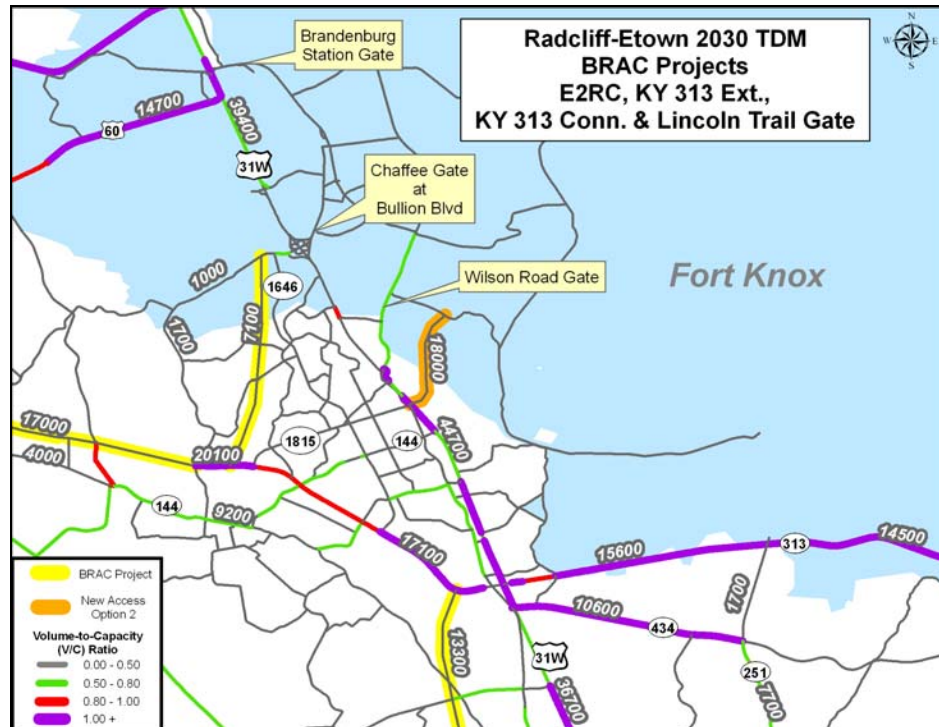 Radcliff-Etown 2030 TDM
BRAC Projects
E2RC, KY 313 Ext.,
KY 313 Conn. & Lincoln Trail Gate
N
W
E
S
Brandenburg
Station Gate
14700
60
39400
31W
Chaffee Gate
at
Bullion Blvd
Wilson Road Gate
Fort Knox
1000
1646
1700
7100
18000
17000
4000
20100
1815
144
44700
144
9200
17100
15600
313
14500
1700
10600
434
13300
31W
36700
251
7700
BRAC Project
New Access
Option 2
Volume-to-Capacity
(V/C) Ratio
0.00 - 0.50
0.50 - 0.80
0.80 - 1.00
1.00 +